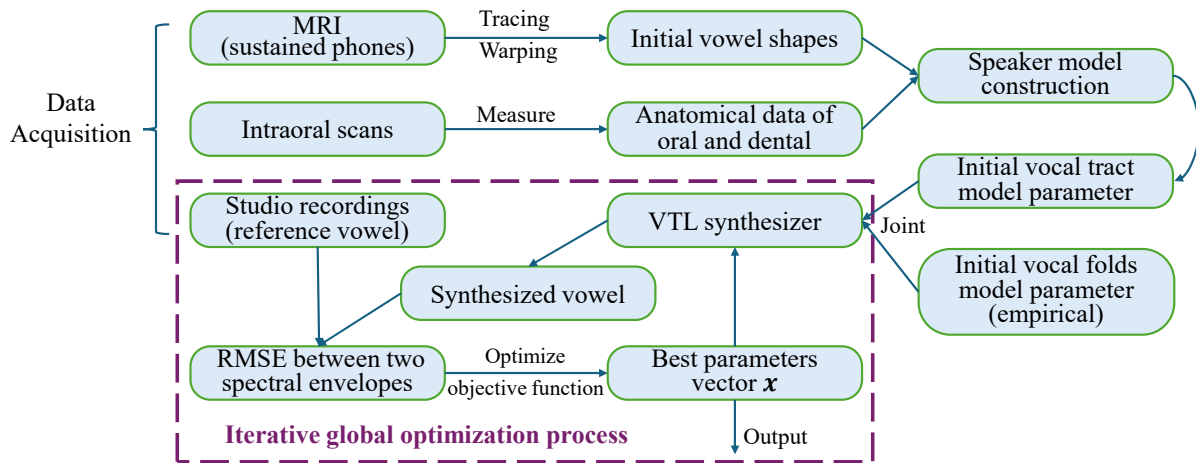 Data
Acquisition
MRI
(sustained phones)
Tracing
Warping
Initial vowel shapes
Speaker model
construction
Intraoral scans
Measure
Anatomical data of
oral and dental
Initial vocal tract
model parameter
Studio recordings
(reference vowel)
VTL synthesizer
Joint
Synthesized vowel
Initial vocal folds
model parameter
(empirical)
RMSE between two
spectral envelopes
Optimize
objective function
Best parameters
vector x
Iterative global optimization process
Output